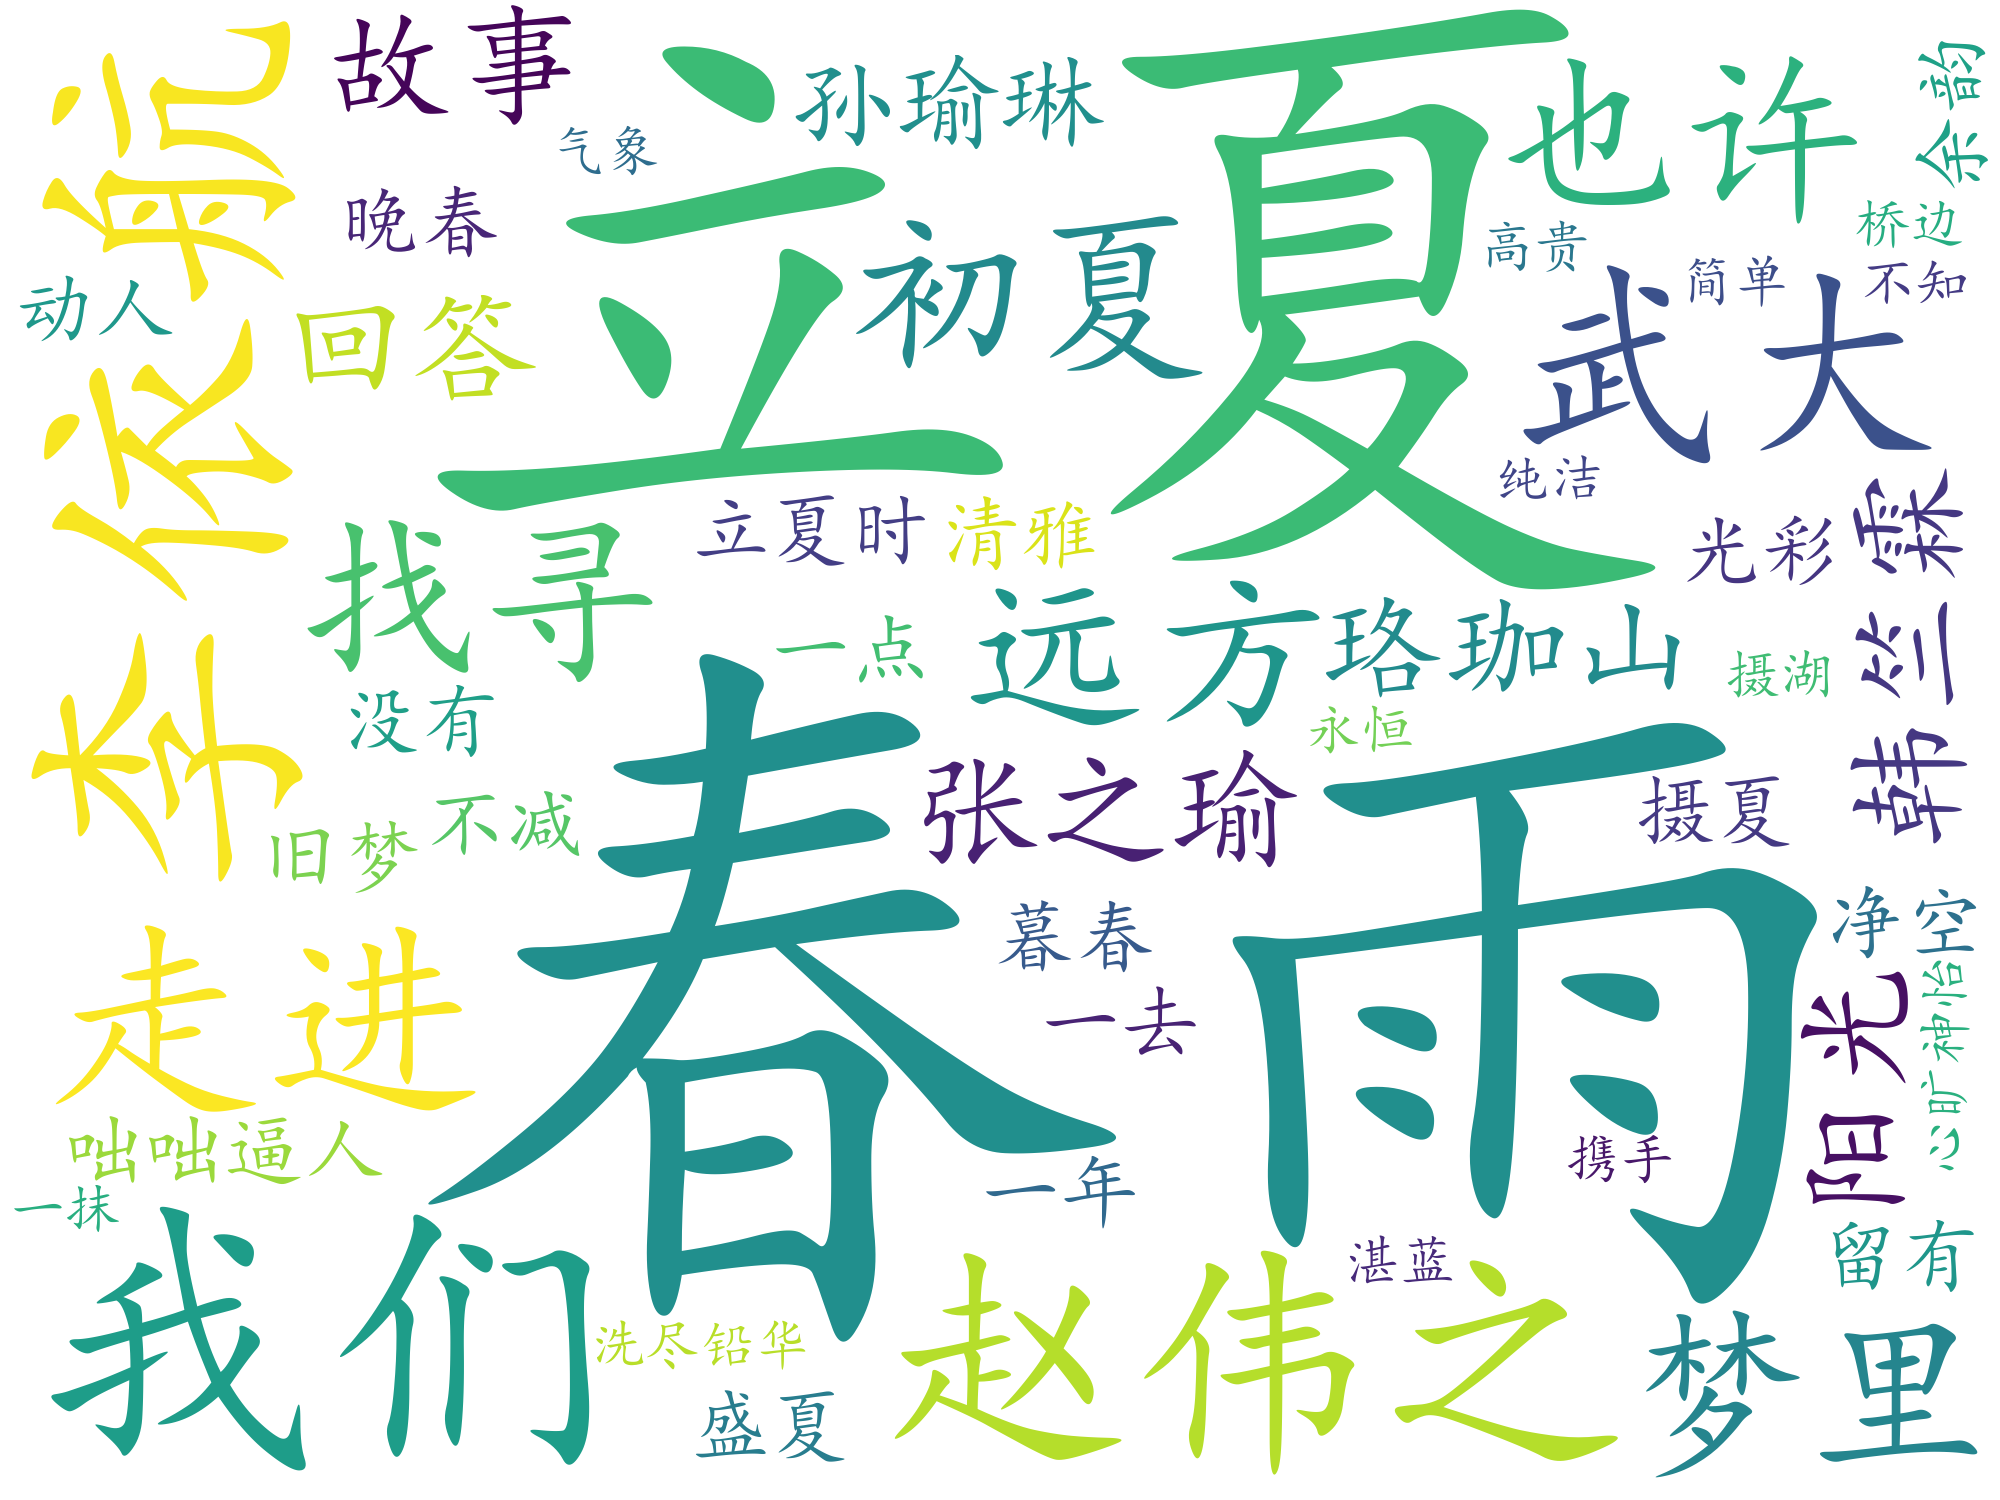 立夏
春雨
李依航
故事
气象
孙瑜琳
也许
余韵
晚春
初夏
高贵
桥边
动人
回答
武大
简单
不知
纯洁
找寻
立夏时
清雅
光彩
韩竺霖
一点
远方
珞珈山
摄湖
永恒
没有
旧梦
不减
张之瑜
摄夏
走进
暮春
一去
净空
阳光
心旷神怡
咄咄逼人
一抹
一年
携手
我们
湛蓝
留有
洗尽铅华
盛夏
赵伟之
梦里